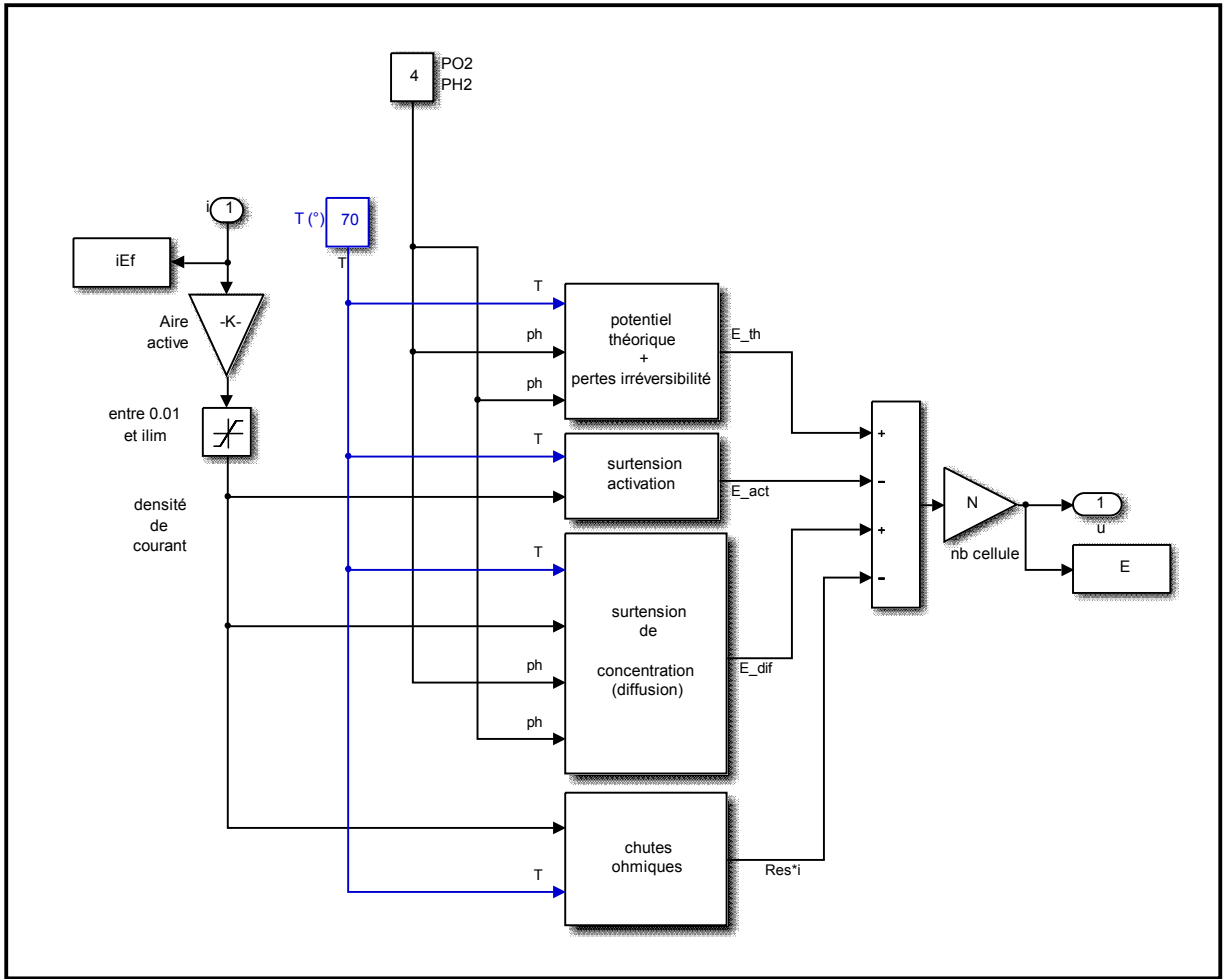 4
PO2
PH2
i
1
T (°)
70
T
iEf
-K-
Aire
active
entre 0.01
et ilim
densité
de
courant
T
ph
ph
potentiel
théorique
+
pertes irréversibilité
E_th
T
surtension
activation
E_act
T
ph
ph
surtension
de
concentration
(diffusion)
E_dif
T
chutes
ohmiques
Res*i
+
-
+
-
N
nb cellule
1
u
E